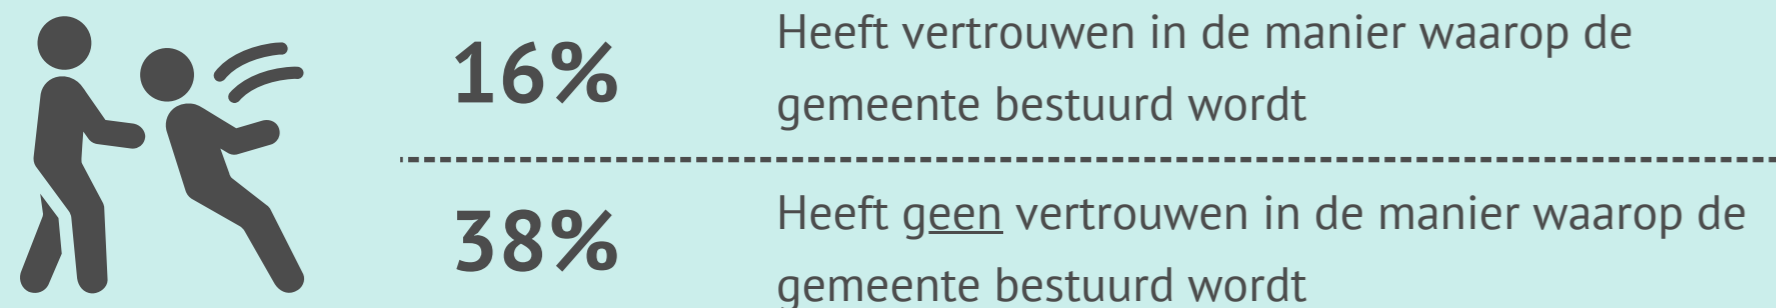 16%
Heeft vertrouwen in de manier waarop de
gemeente bestuurd wordt
38%
Heeft geen vertrouwen in de manier waarop de
gemeente bestuurd wordt